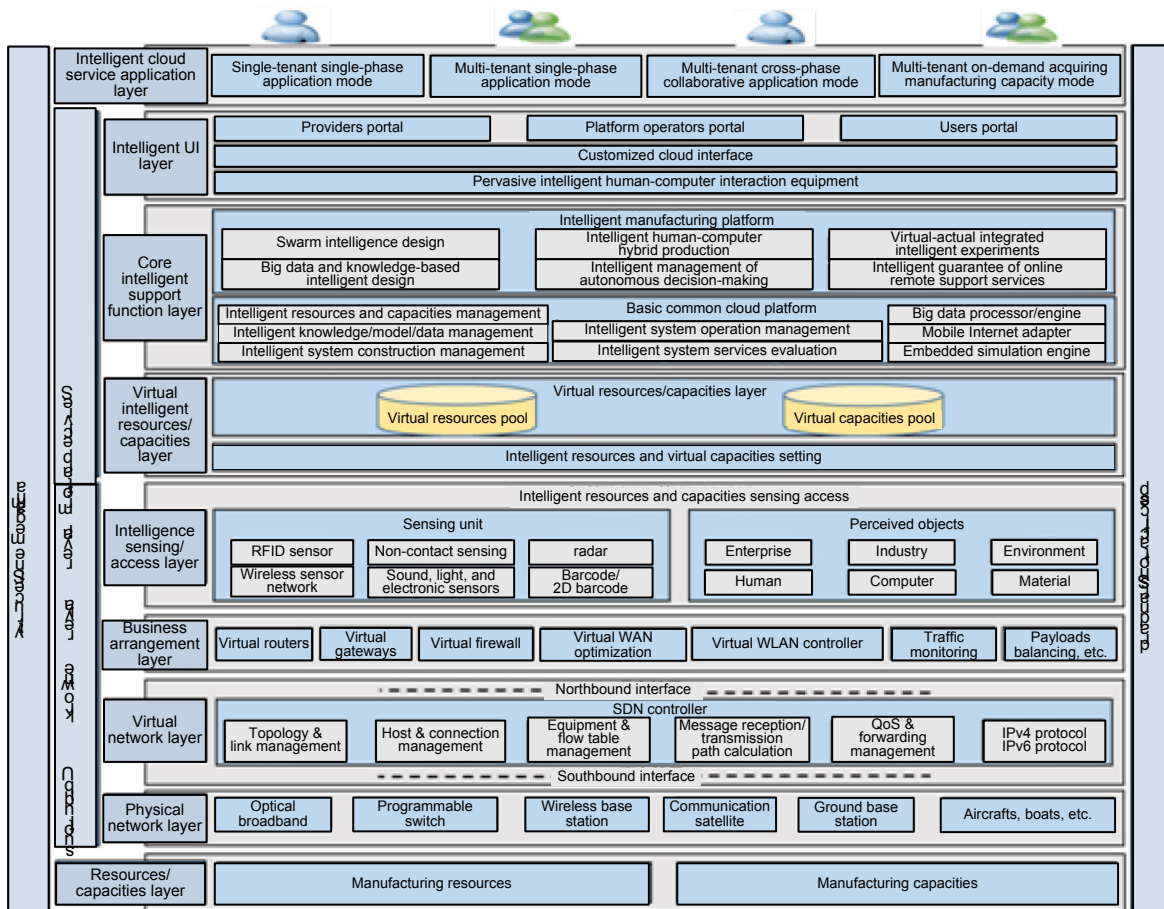 Intelligent cloud
service application
layer
Single-tenant single-phase
application mode
Multi-tenant single-phase
application mode
Multi-tenant cross-phase
collaborative application mode
Multi-tenant on-demand acquiring
manufacturing capacity mode
Intelligent UI
layer
Providers portal
Platform operators portal
Users portal
Customized cloud interface
Pervasive intelligent human-computer interaction equipment
Core
intelligent
support
function layer
Intelligent manufacturing platform
Swarm intelligence design
Intelligent human-computer
hybrid production
Virtual-actual integrated
intelligent experiments
Big data and knowledge-based
intelligent design
Intelligent management of
autonomous decision-making
Intelligent guarantee of online
remote support services
Basic common cloud platform
Intelligent resources and capacities management
Intelligent knowledge/model/data management
Intelligent system construction management
Intelligent system operation management
Intelligent system services evaluation
Big data processor/engine
Mobile Internet adapter
Embedded simulation engine
Virtual
intelligent
resources/
capacities
layer
Virtual resources/capacities layer
Virtual resources pool
Virtual capacities pool
Intelligent resources and virtual capacities setting
Intelligence
sensing/
access layer
Intelligent resources and capacities sensing access
Sensing unit
RFID sensor
Non-contact sensing
radar
Wireless sensor
network
Sound, light, and
electronic sensors
Barcode/
2D barcode
Perceived objects
Enterprise
Industry
Environment
Human
Computer
Material
Business
arrangement
layer
Virtual routers
Virtual
gateways
Virtual firewall
Virtual WAN
optimization
Virtual WLAN controller
Traffic
monitoring
Payloads
balancing, etc.
Virtual
network layer
Northbound interface
SDN controller
Topology &
link management
Host & connection
management
Equipment &
flow table
management
Message reception/
transmission
path calculation
QoS &
forwarding
management
IPv4 protocol
IPv6 protocol
Southbound interface
Physical
network layer
Optical
broadband
Programmable
switch
Wireless base
station
Communication
satellite
Ground base
station
Aircrafts, boats, etc.
Resources/
capacities layer
Manufacturing resources
Manufacturing capacities